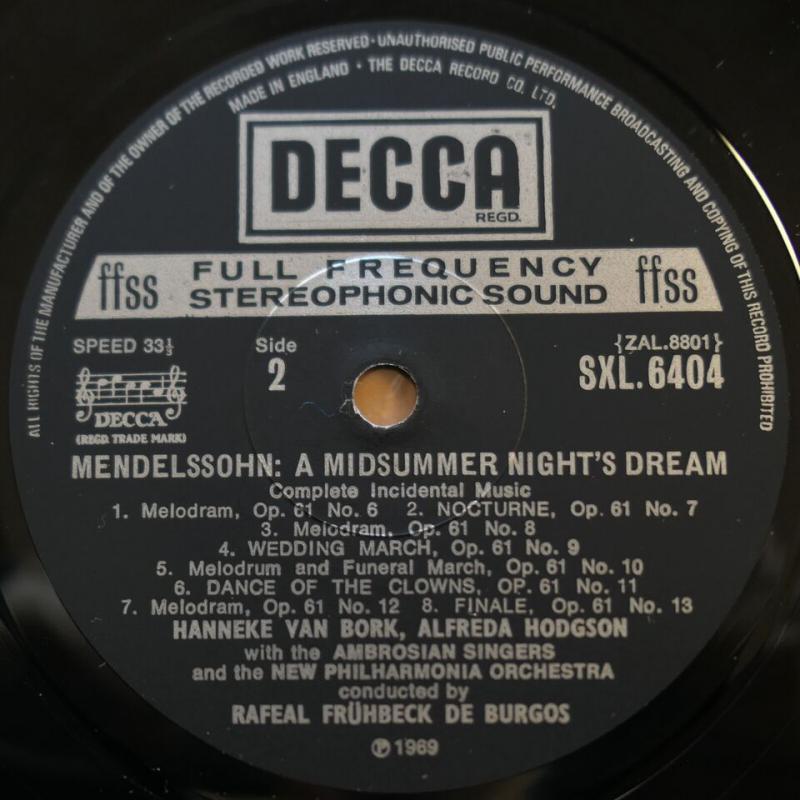 ALL RIGHTS OF THE MANUFACTURER AND OF THE OWNER OF THE RECORDED WORK RESERVED · UNAUTHORISED PUBLIC PERFORMANCE BROADCASTING AND COPYING OF THIS RECORD PROHIBITED
MADE IN ENGLAND · THE DECCA RECORD CO. LTD.
DECCA
REGD.
ffss FULL FREQUENCY ffss
STEREOPHONIC SOUND
SPEED 33⅓ Side {ZAL.8801}
2 SXL.6404
DECCA
(REGD. TRADE MARK)
MENDELSSOHN: A MIDSUMMER NIGHT'S DREAM
Complete Incidental Music
1. Melodram, Op. 61 No. 6 2. NOCTURNE, Op. 61 No. 7
3. Melodram, Op. 61 No. 8
4. WEDDING MARCH, Op. 61 No. 9
5. Melodrum and Funeral March, Op. 61 No. 10
6. DANCE OF THE CLOWNS, OP. 61 No. 11
7. Melodram, Op. 61 No. 12 8. FINALE, Op. 61 No. 13
HANNEKE VAN BORK, ALFREDA HODGSON
with the AMBROSIAN SINGERS
and the NEW PHILHARMONIA ORCHESTRA
conducted by
RAFEAL FRÜHBECK DE BURGOS
℗ 1969